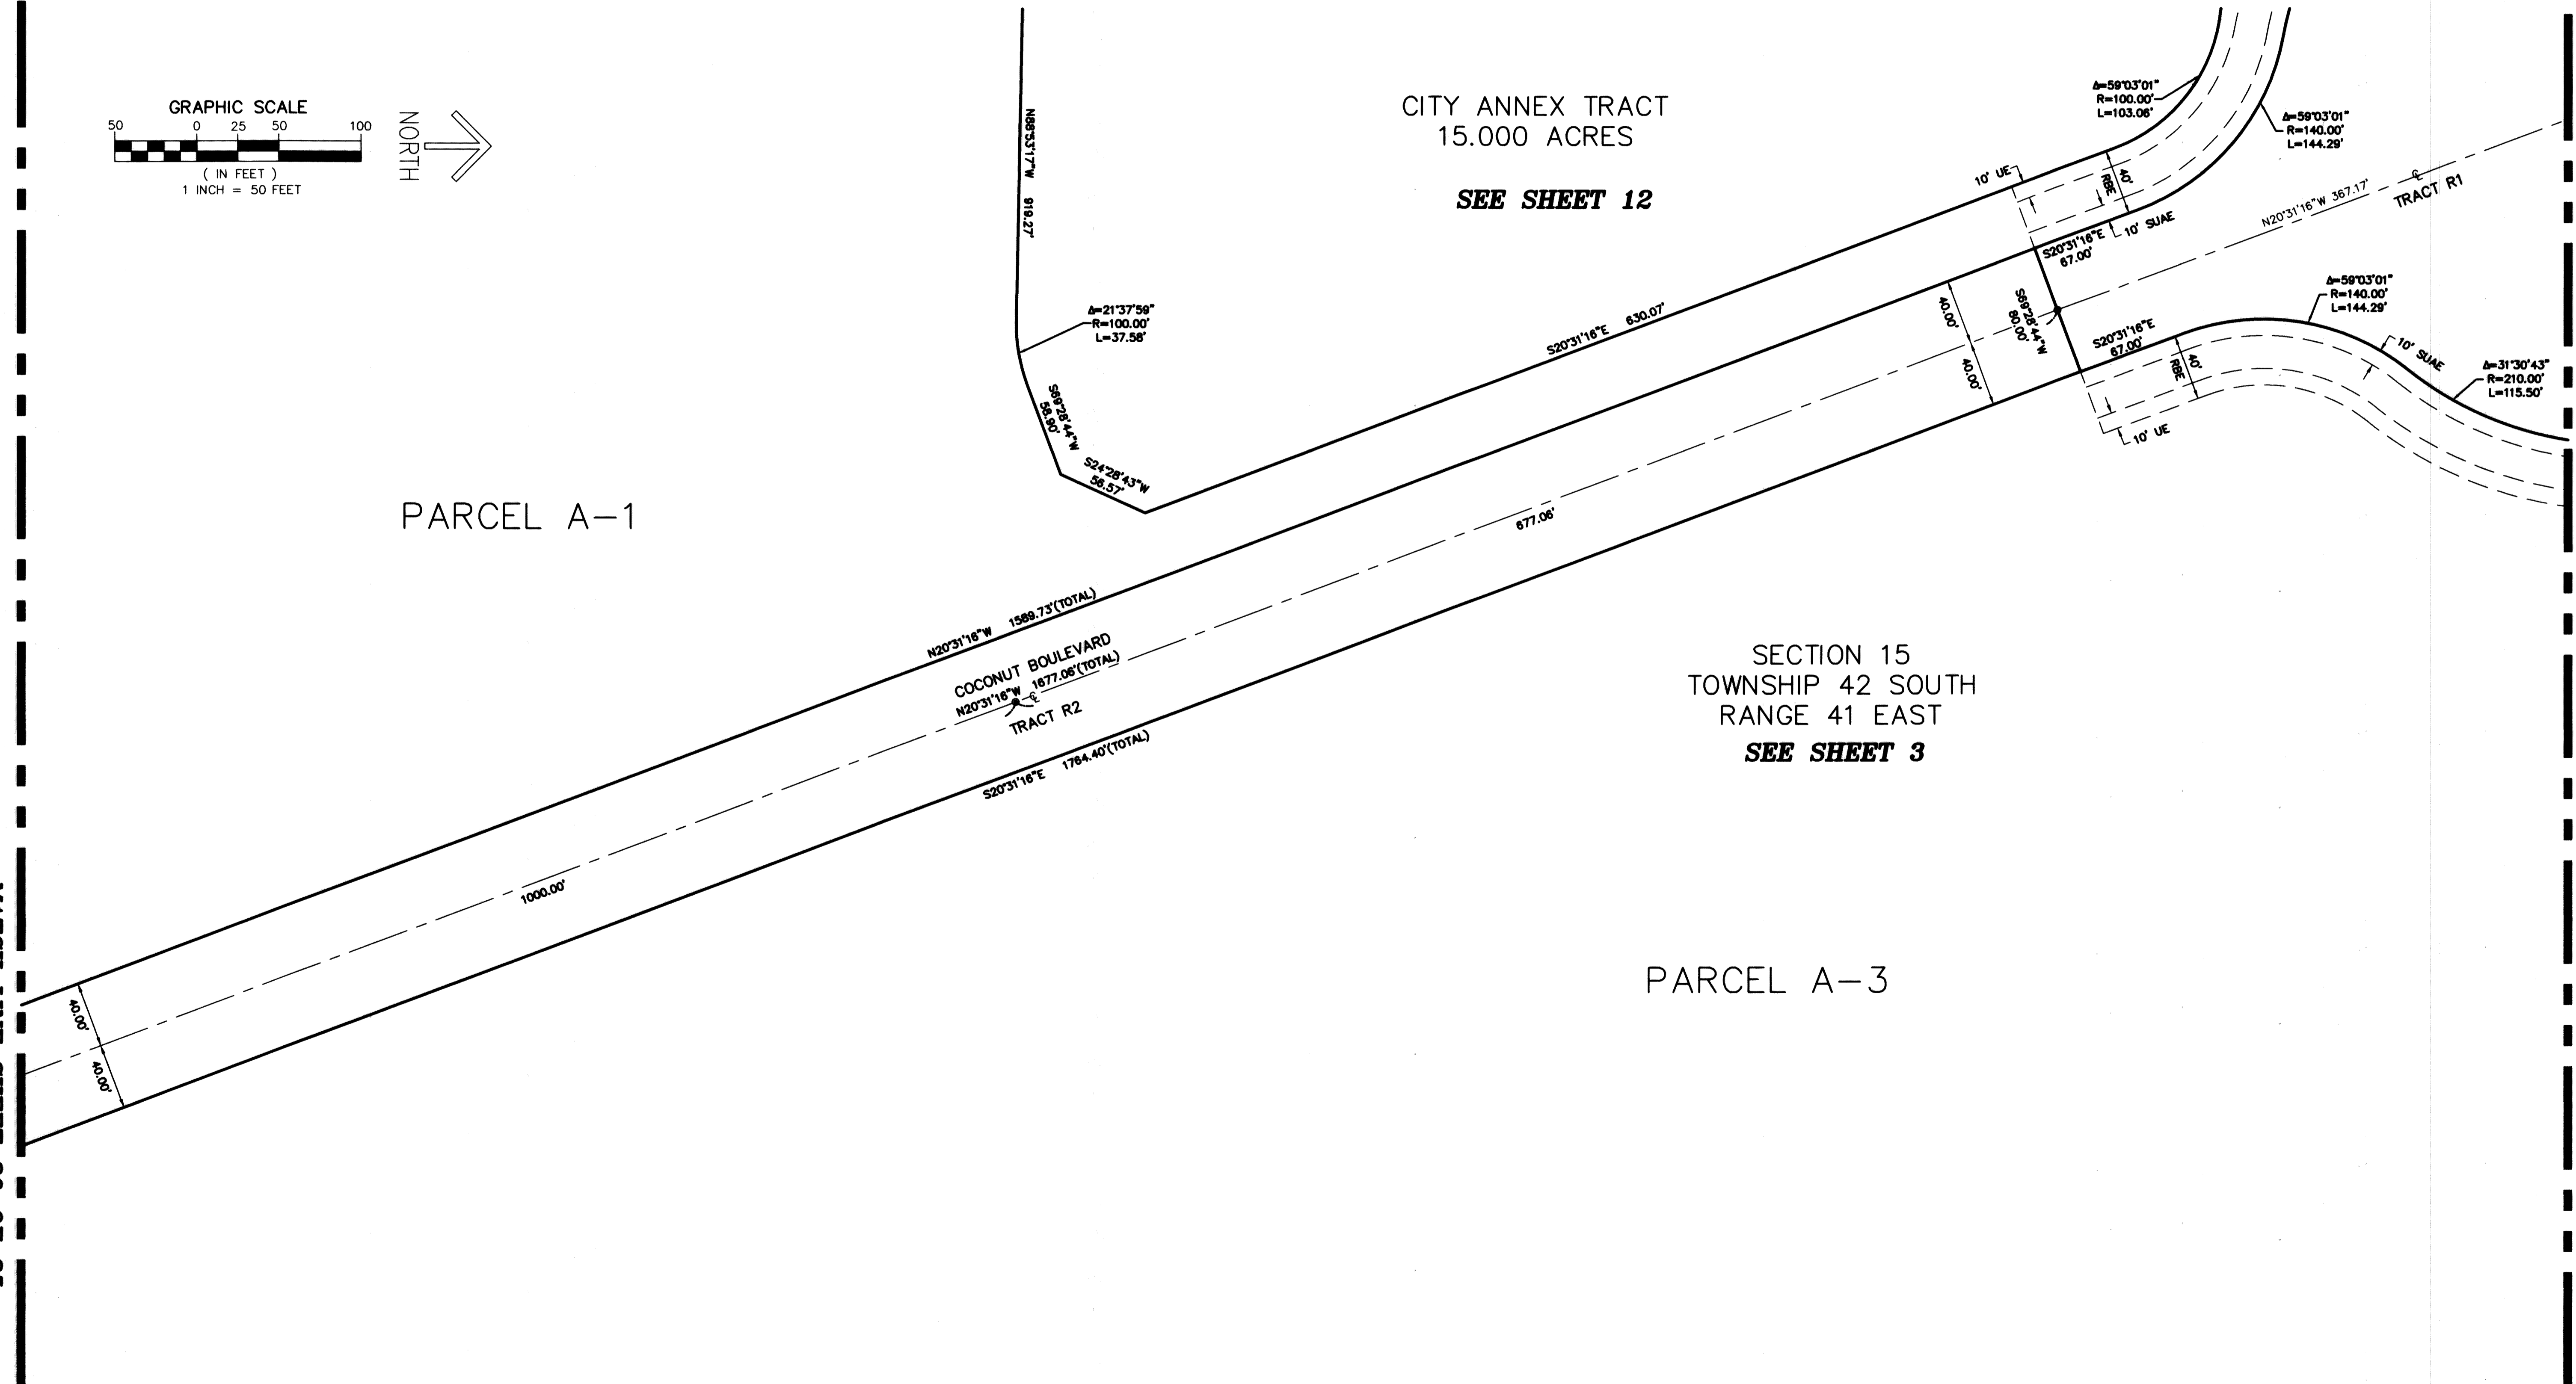 GRAPHIC SCALE
50 0 25 50 100
( IN FEET )
1 INCH = 50 FEET
NORTH
N88°53'17"W 919.27'
CITY ANNEX TRACT
15.000 ACRES
SEE SHEET 12
Δ=59°03'01"
R=100.00'
L=103.06'
Δ=59°03'01"
R=140.00'
L=144.29'
10' UE
40'
RBE
10' SUAE
S20°31'16"E
67.00'
N20°31'16"W 367.17'
℄
TRACT R1
Δ=21°37'59"
R=100.00'
L=37.58'
S69°28'44"W
58.90'
S24°28'43"W
56.57'
S20°31'16"E 630.07'
40.00'
40.00'
S69°28'44"W
80.00'
S20°31'16"E
67.00'
40'
RBE
10' UE
Δ=59°03'01"
R=140.00'
L=144.29'
10' SUAE
Δ=31°30'43"
R=210.00'
L=115.50'
PARCEL A-1
677.06'
N20°31'16"W 1589.73'(TOTAL)
COCONUT BOULEVARD
N20°31'16"W 1677.06'(TOTAL)
℄
TRACT R2
S20°31'16"E 1764.40'(TOTAL)
SECTION 15
TOWNSHIP 42 SOUTH
RANGE 41 EAST
SEE SHEET 3
1000.00'
40.00'
40.00'
PARCEL A-3